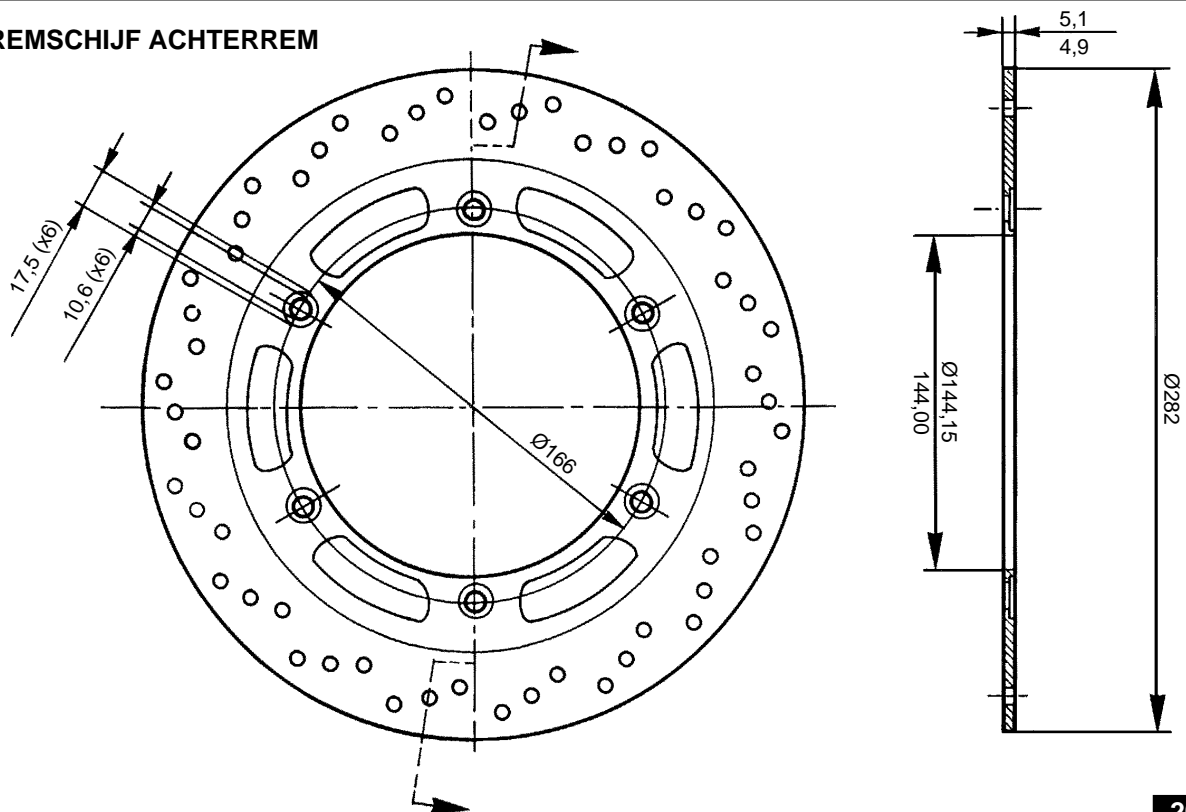 REMSCHIJF ACHTERREM
5,1
4,9
17,5 (x6)
10,6 (x6)
Ø166
Ø144,15
144,00
Ø282
2